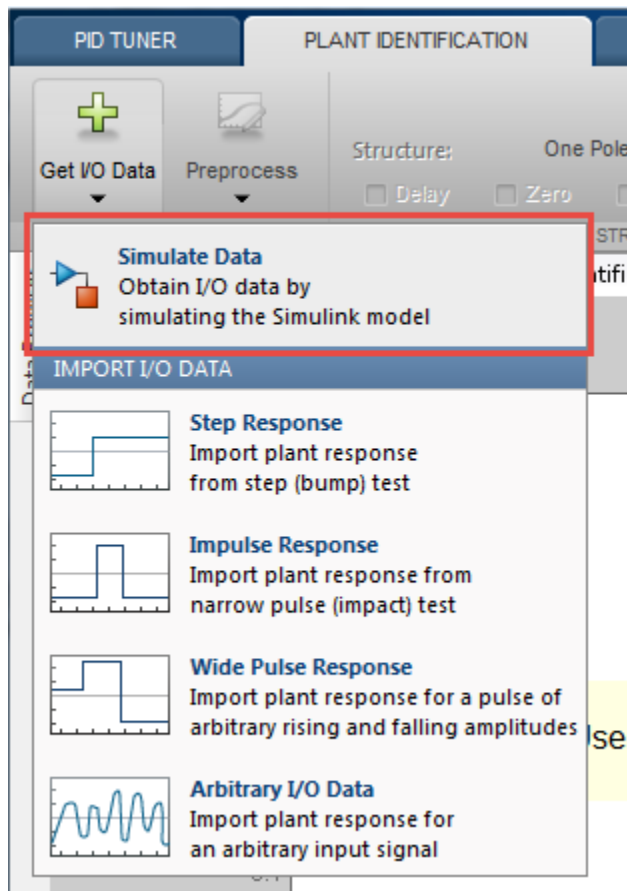 PID TUNER
PLANT IDENTIFICATION
Get I/O Data
Preprocess
Structure:
One Pole
Delay
Zero
STR
Simulate Data
Obtain I/O data by
simulating the Simulink model
IMPORT I/O DATA
Step Response
Import plant response
from step (bump) test
Impulse Response
Import plant response from
narrow pulse (impact) test
Wide Pulse Response
Import plant response for a pulse of
arbitrary rising and falling amplitudes
Arbitrary I/O Data
Import plant response for
an arbitrary input signal